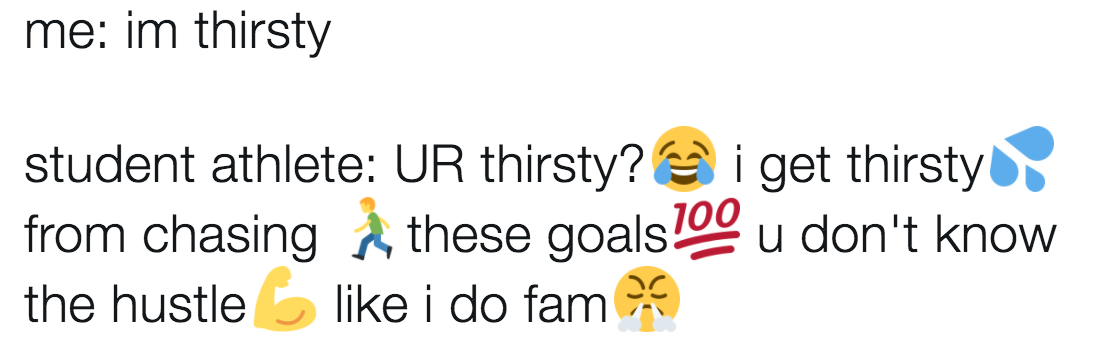 me: im thirsty
student athlete: UR thirsty?😂 i get thirsty💦
from chasing 🏃these goals💯 u don't know
the hustle💪 like i do fam😤